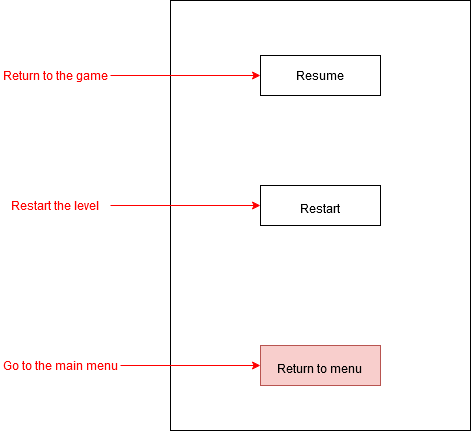 Return to the game
Resume
Restart the level
Restart
Go to the main menu
Return to menu